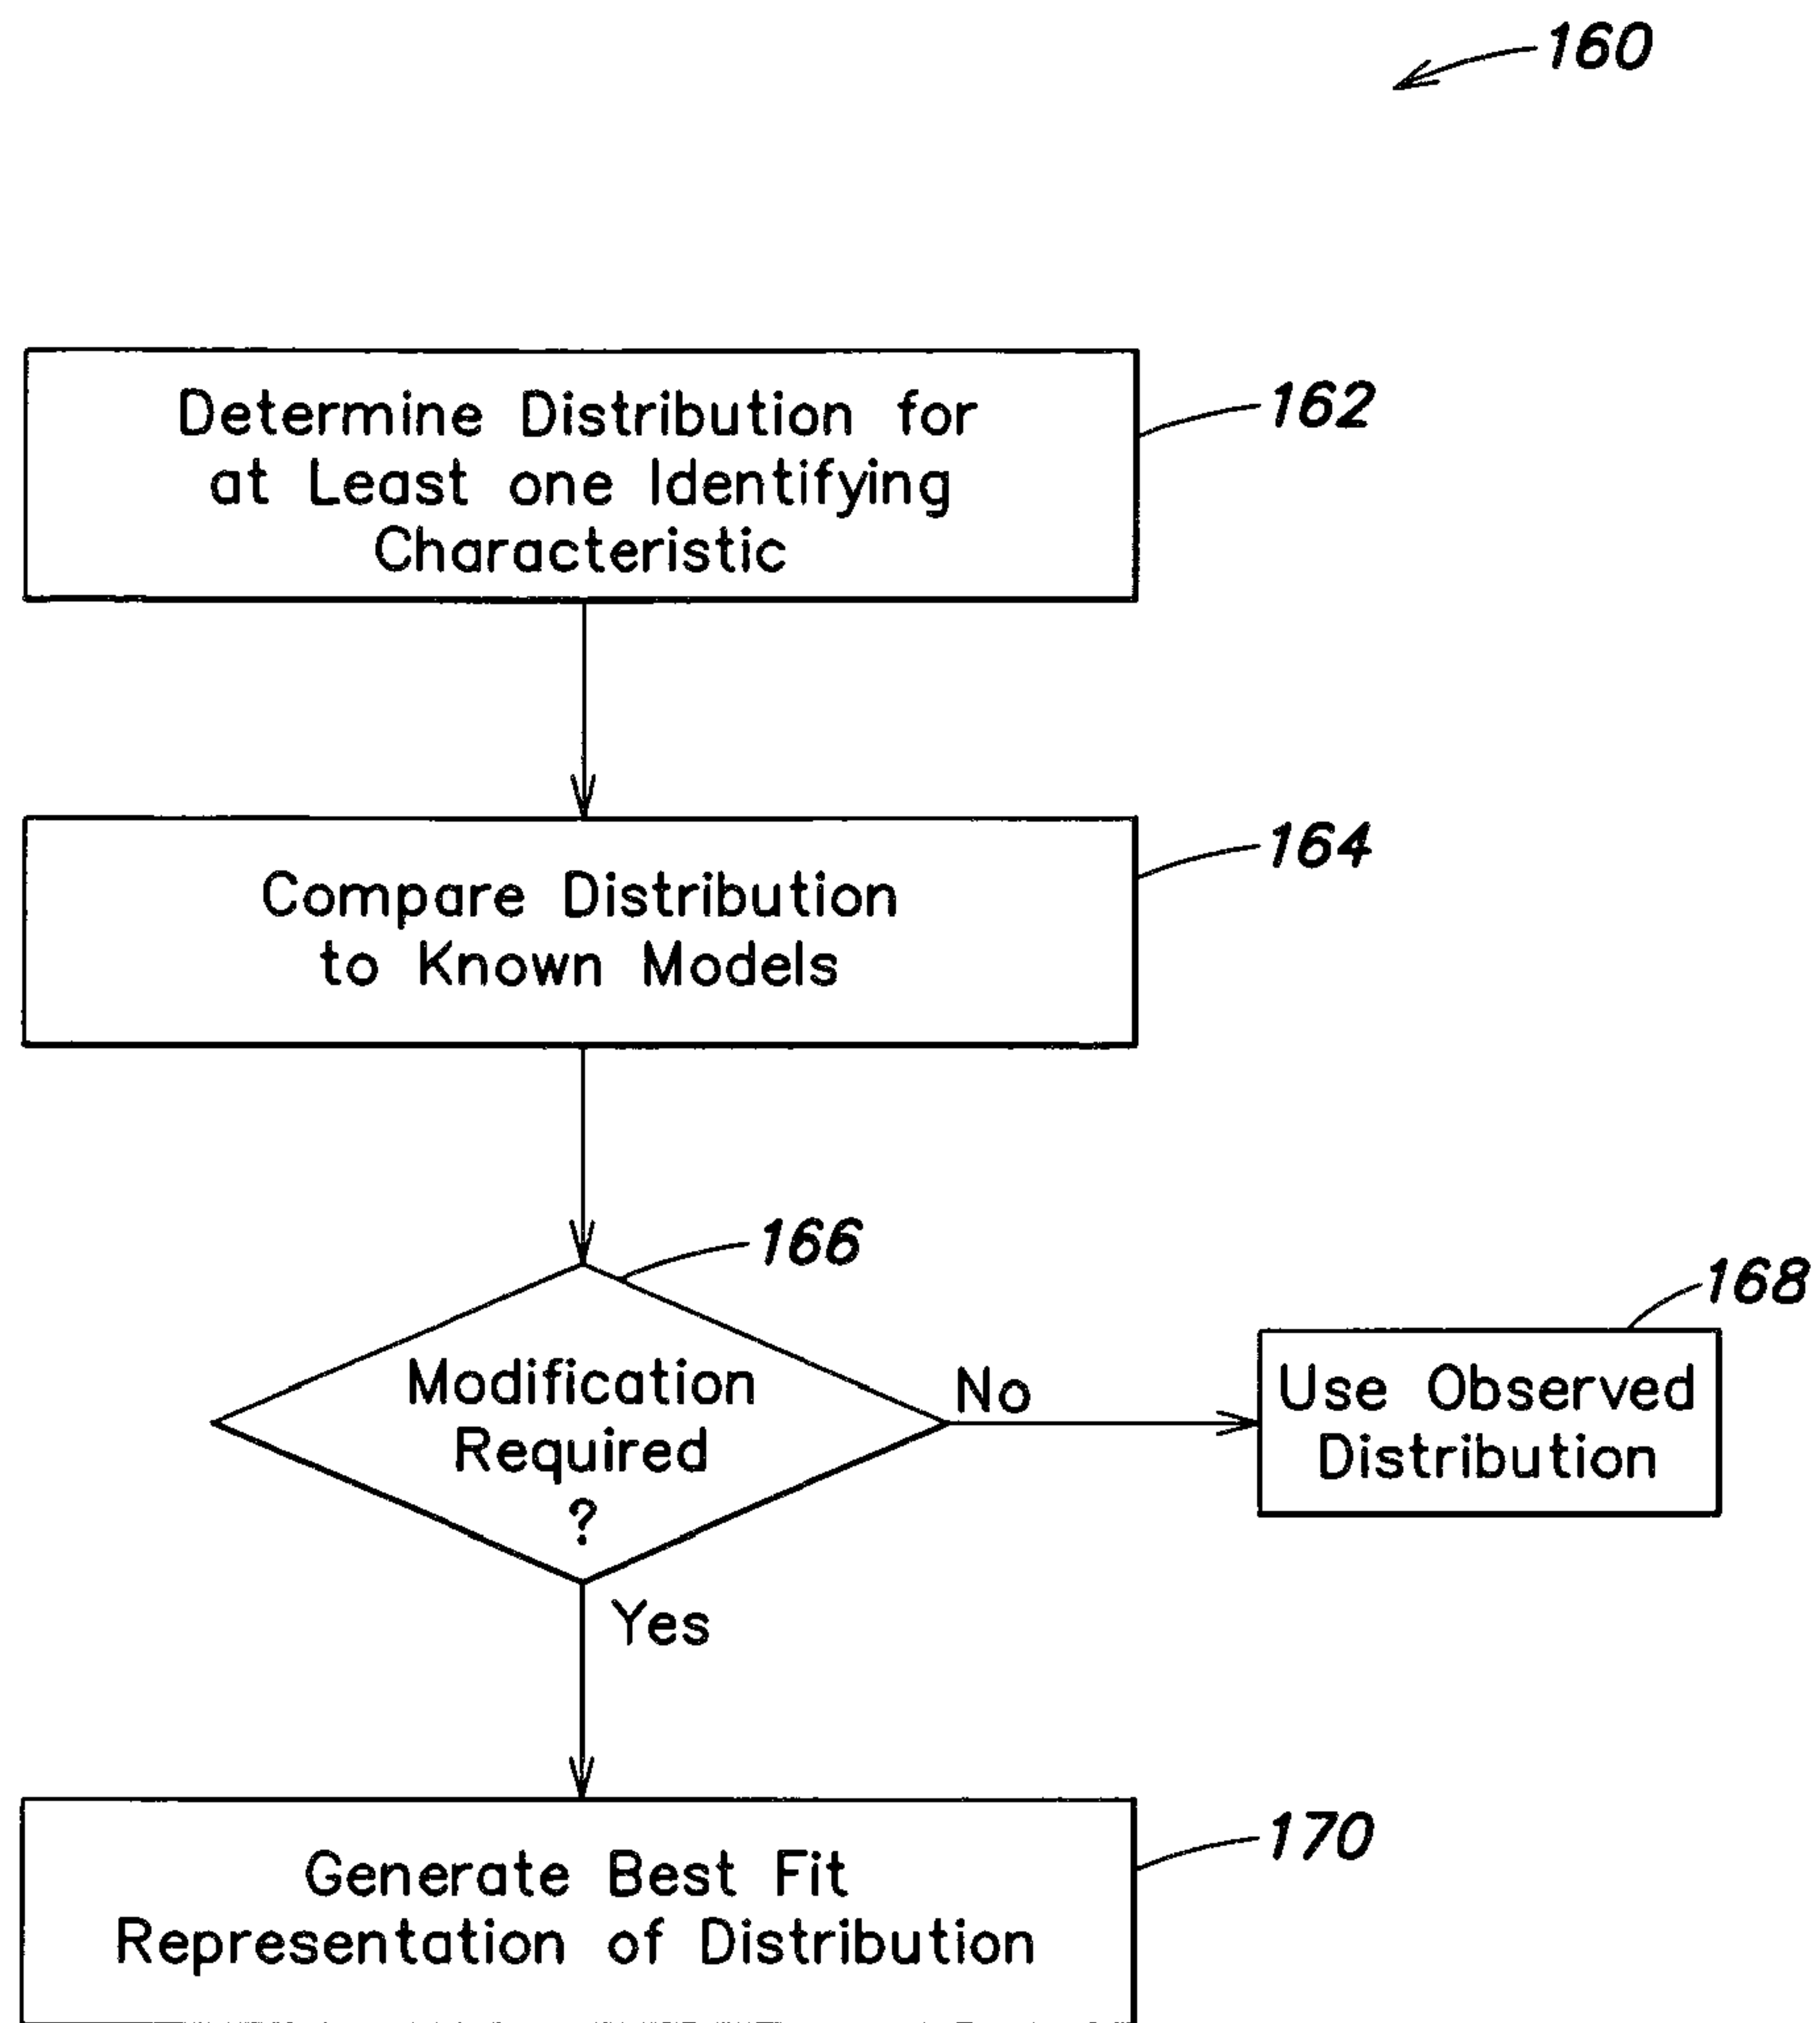 160
Determine Distribution for
at Least one Identifying
Characteristic
162
Compare Distribution
to Known Models
164
166
Modification
Required
?
No
168
Use Observed
Distribution
Yes
Generate Best Fit
Representation of Distribution
170